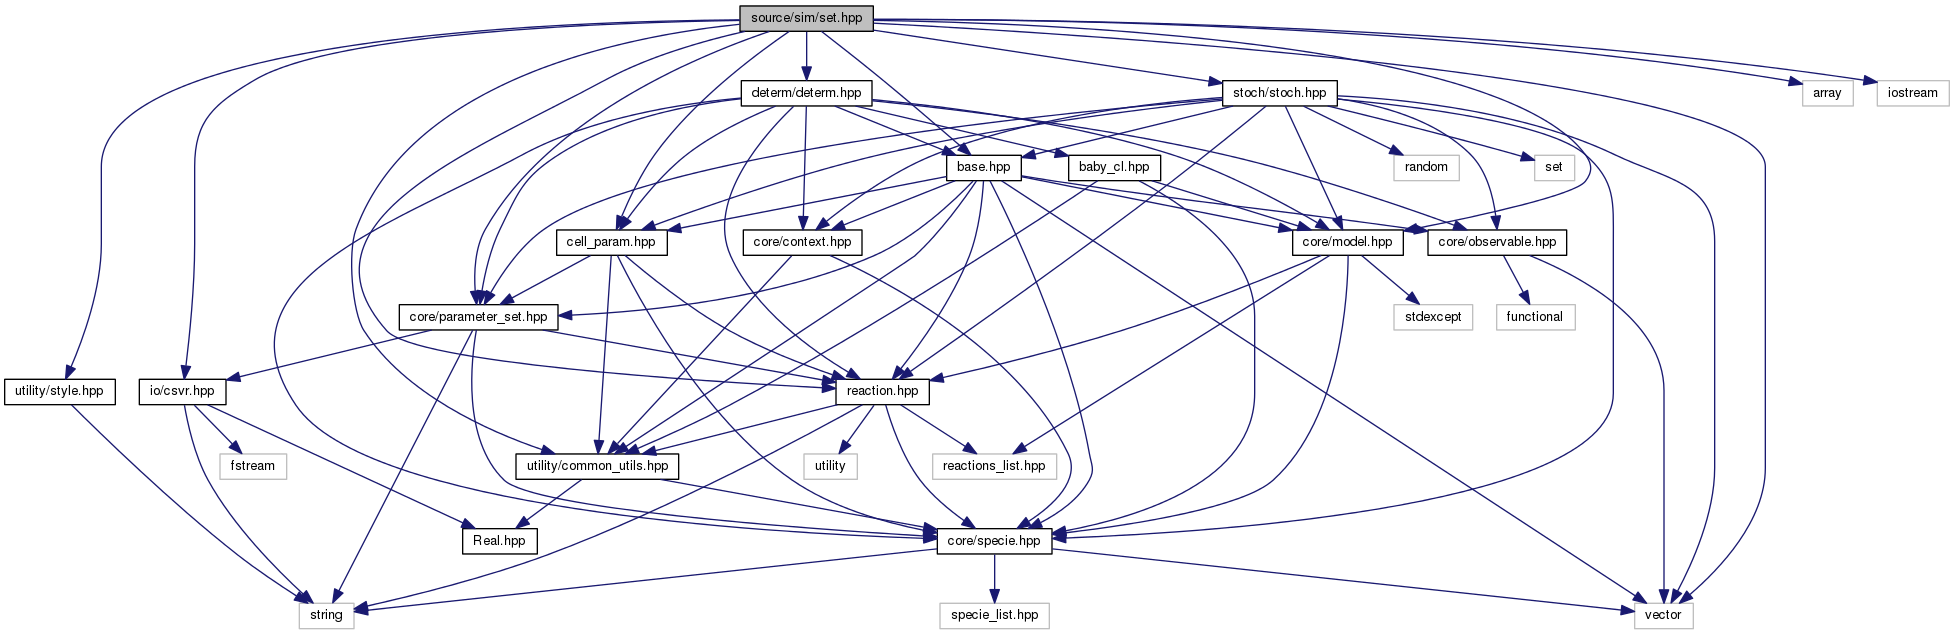 source/sim/set.hpp
determ/determ.hpp
stoch/stoch.hpp
array
iostream
base.hpp
baby_cl.hpp
random
set
cell_param.hpp
core/context.hpp
core/model.hpp
core/observable.hpp
core/parameter_set.hpp
stdexcept
functional
utility/style.hpp
io/csvr.hpp
reaction.hpp
fstream
utility/common_utils.hpp
utility
reactions_list.hpp
Real.hpp
core/specie.hpp
string
specie_list.hpp
vector